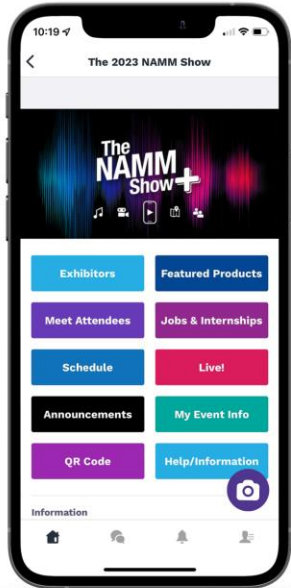 10:19
The 2023 NAMM Show
The
NAMM
Show+
Exhibitors
Featured Products
Meet Attendees
Jobs & Internships
Schedule
Live!
Announcements
My Event Info
QR Code
Help/Information
Information